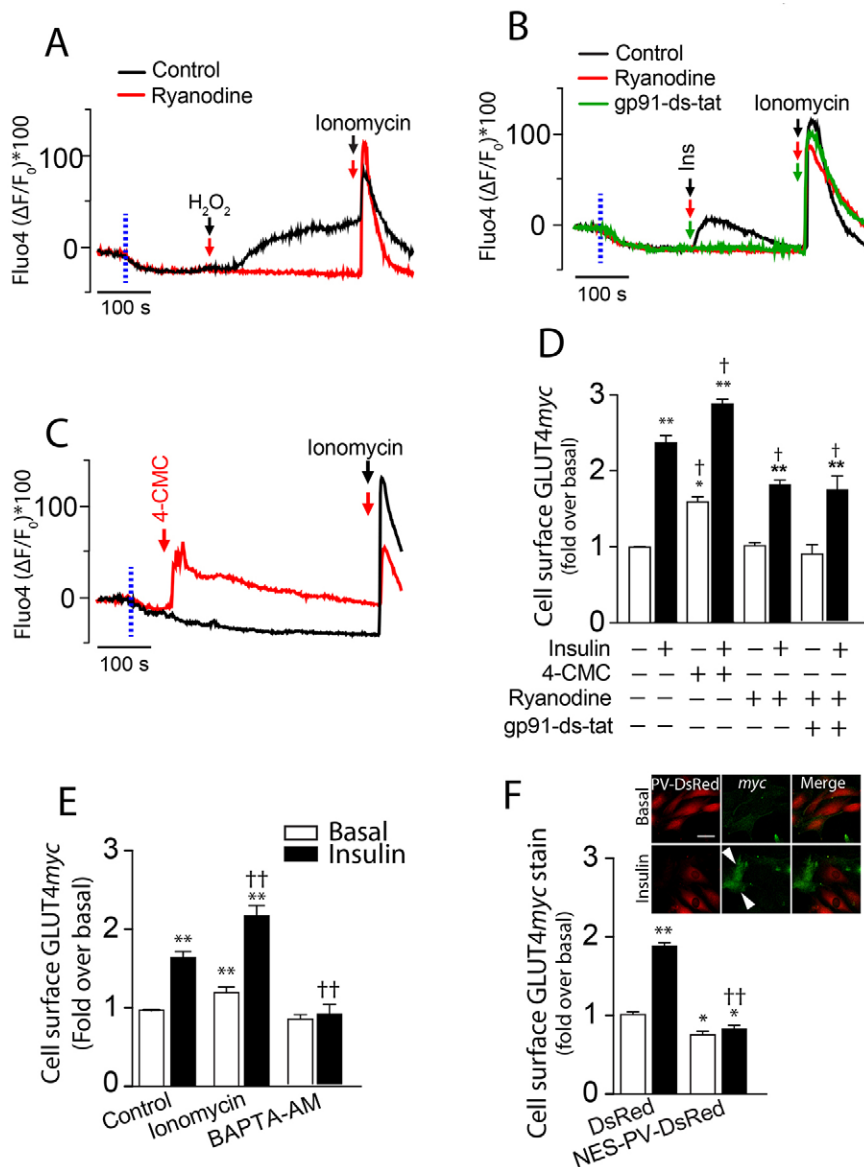 A
Control
Ryanodine
Fluo4 (ΔF/F0)*100
100
0
H2O2
Ionomycin
100 s
B
Control
Ryanodine
gp91-ds-tat
Fluo4 (ΔF/F0)*100
100
0
Ins
Ionomycin
100 s
C
Fluo4 (ΔF/F0)*100
100
0
4-CMC
Ionomycin
100 s
D
Cell surface GLUT4myc
(fold over basal)
3
2
1
0
**
†
*
†
**
†
**
†
**
Insulin – + – + – + – +
4-CMC – – + + – – – –
Ryanodine – – – – + + + +
gp91-ds-tat – – – – – – + +
E
Basal
Insulin
Cell surface GLUT4myc
(Fold over basal)
3
2
1
0
**
**
††
**
††
Control
Ionomycin
BAPTA-AM
F
PV-DsRed
myc
Merge
Basal
Insulin
Cell surface GLUT4myc stain
(fold over basal)
3
2
1
0
**
*
††
*
DsRed
NES-PV-DsRed